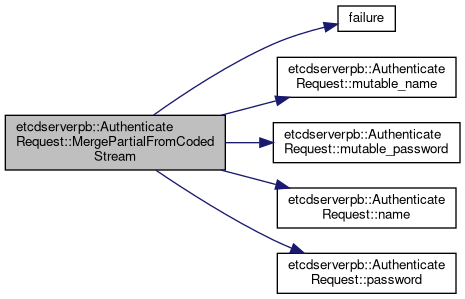 failure
etcdserverpb::Authenticate
Request::mutable_name
etcdserverpb::Authenticate
Request::MergePartialFromCoded
Stream
etcdserverpb::Authenticate
Request::mutable_password
etcdserverpb::Authenticate
Request::name
etcdserverpb::Authenticate
Request::password